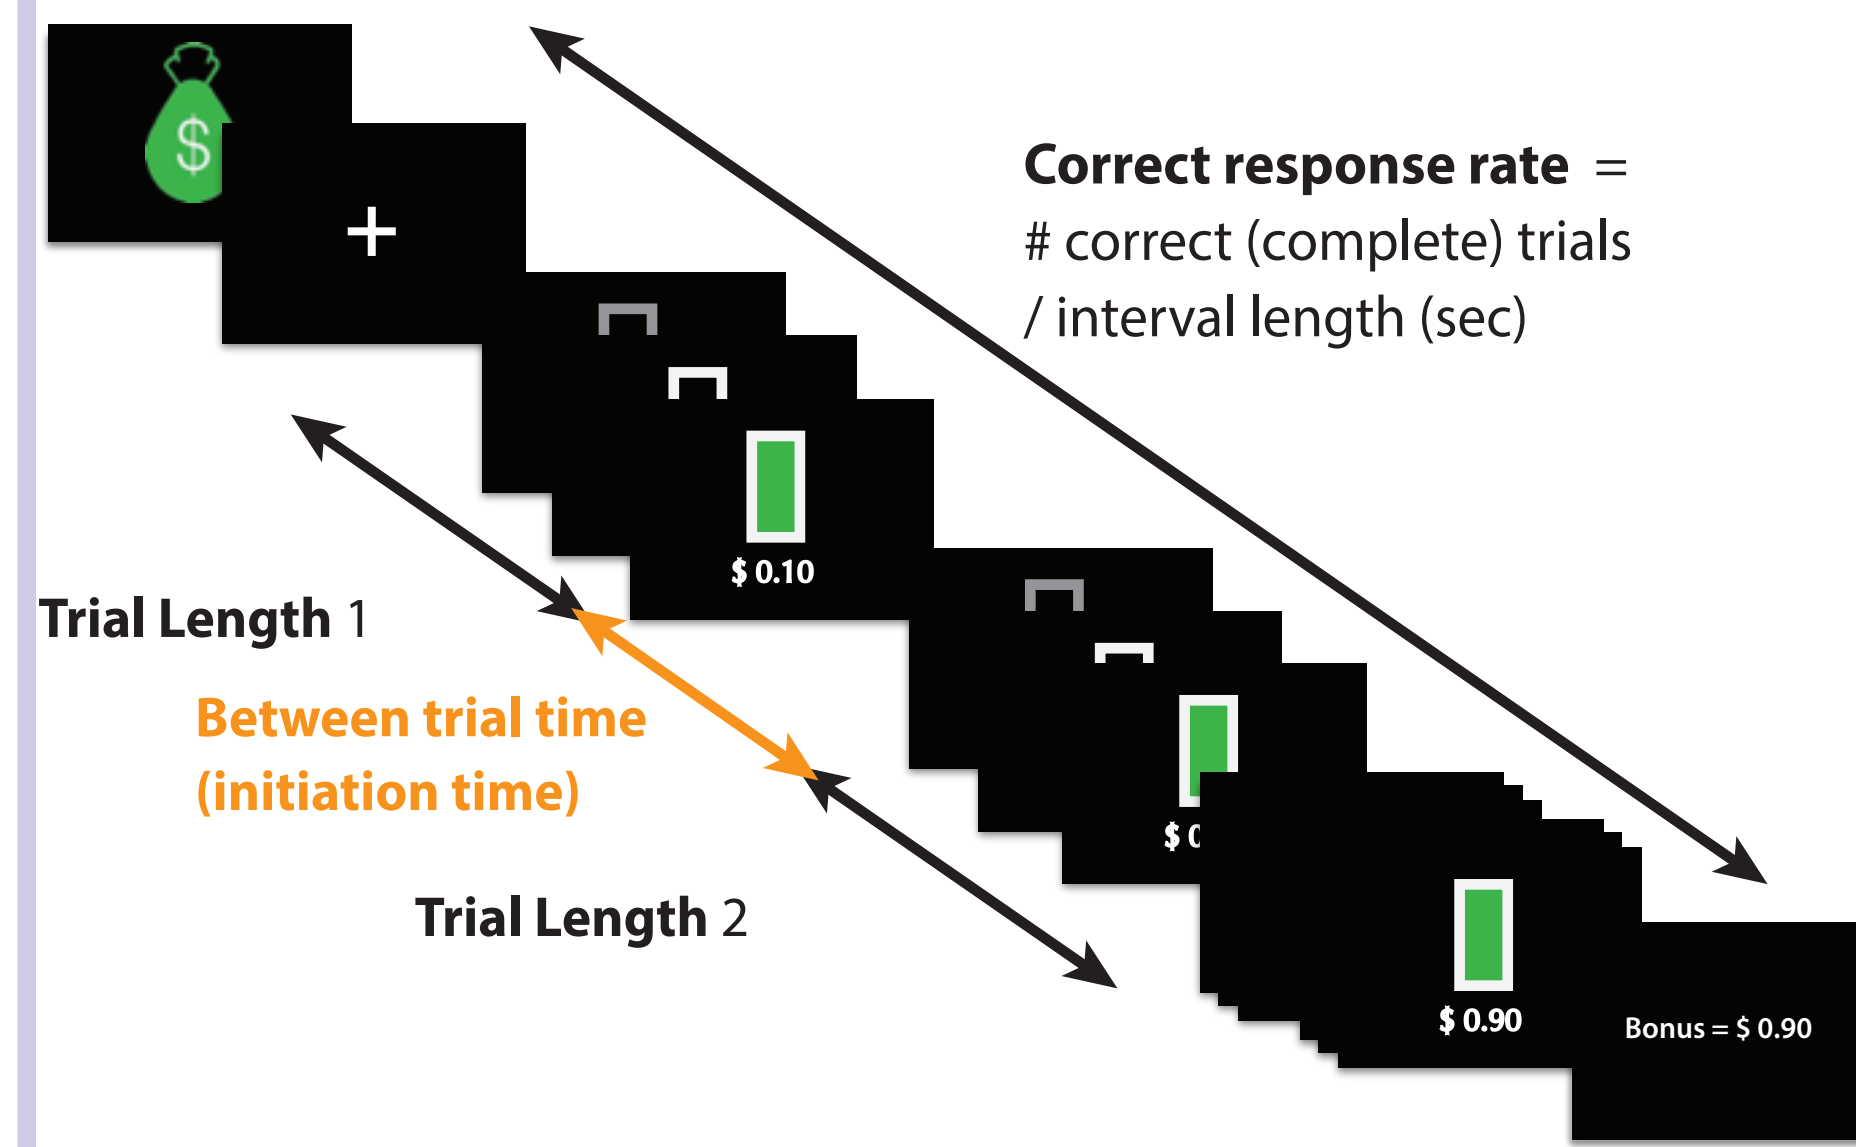 $
Correct response rate =
# correct (complete) trials
/ interval length (sec)
+
$ 0.10
Trial Length 1
Between trial time
(initiation time)
$ 0
Trial Length 2
$ 0.90
Bonus = $ 0.90